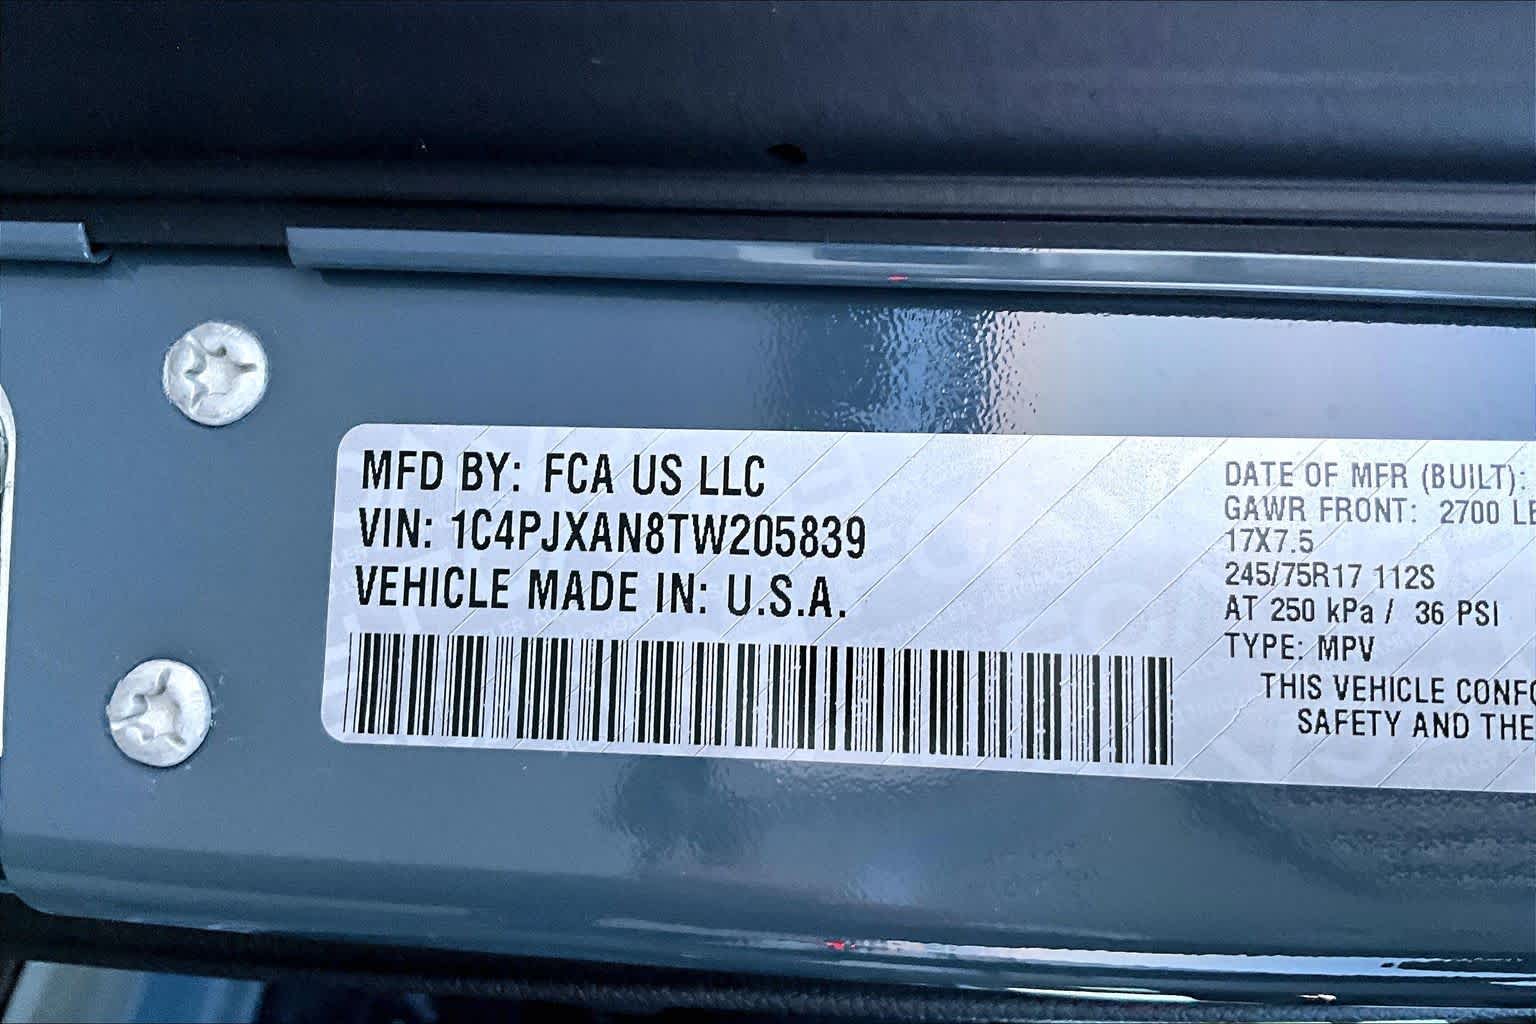 MFD BY: FCA US LLC
VIN: 1C4PJXAN8TW205839
VEHICLE MADE IN: U.S.A.
DATE OF MFR (BUILT):
GAWR FRONT: 2700
17X7.5
245/75R17 112S
AT 250 kPa / 36 PSI
TYPE: MPV
THIS VEHICLE
SAFETY AND THE